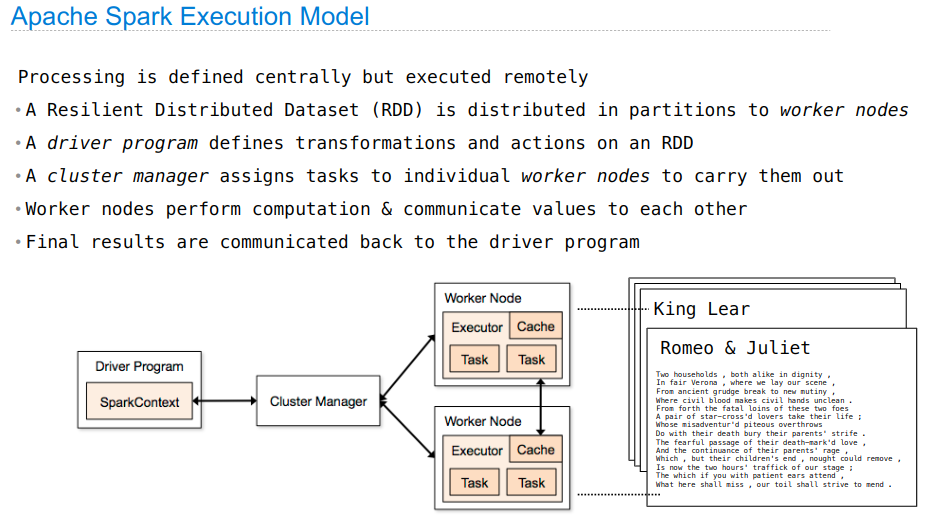 Apache Spark Execution Model
Processing is defined centrally but executed remotely
•A Resilient Distributed Dataset (RDD) is distributed in partitions to worker nodes
•A driver program defines transformations and actions on an RDD
•A cluster manager assigns tasks to individual worker nodes to carry them out
•Worker nodes perform computation & communicate values to each other
•Final results are communicated back to the driver program
Driver Program
SparkContext
Cluster Manager
Worker Node
Executor
Cache
Task
Task
Worker Node
Executor
Cache
Task
Task
King Lear
Romeo & Juliet
Two households , both alike in dignity ,
In fair Verona , where we lay our scene ,
From ancient grudge break to new mutiny ,
Where civil blood makes civil hands unclean .
From forth the fatal loins of these two foes
A pair of star-cross'd lovers take their life ;
Whose misadventur'd piteous overthrows
Do with their death bury their parents' strife .
The fearful passage of their death-mark'd love ,
And the continuance of their parents' rage ,
Which , but their children's end , nought could remove ,
Is now the two hours' traffick of our stage ;
The which if you with patient ears attend ,
What here shall miss , our toil shall strive to mend .